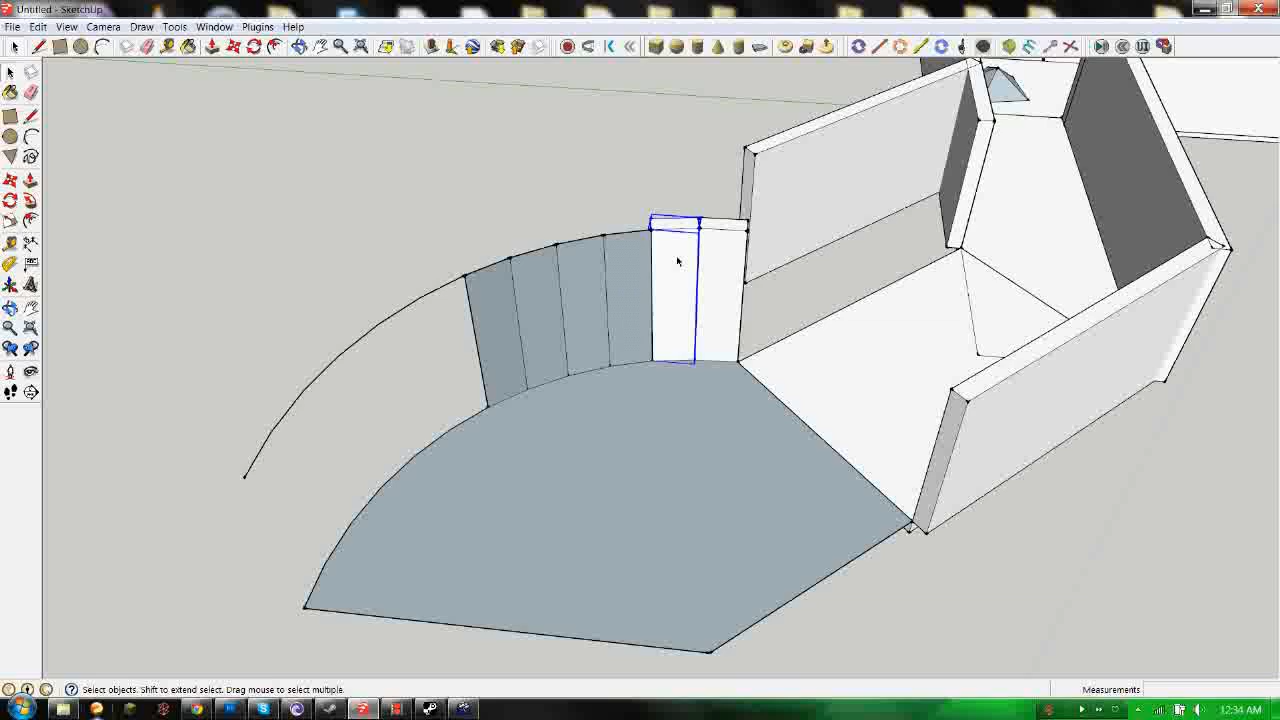 Untitled - SketchUp
File Edit View Camera Draw Tools Window Plugins Help
Select objects. Shift to extend select. Drag mouse to select multiple.
Measurements
12:34 AM